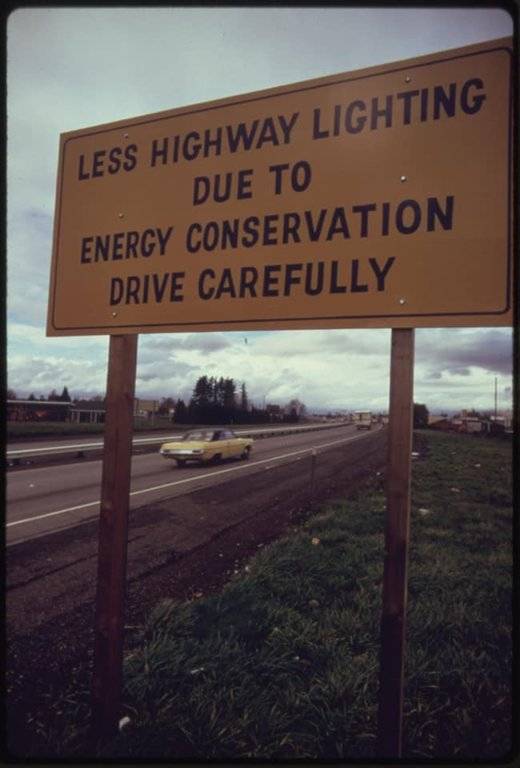 LESS HIGHWAY LIGHTING
DUE TO
ENERGY CONSERVATION
DRIVE CAREFULLY